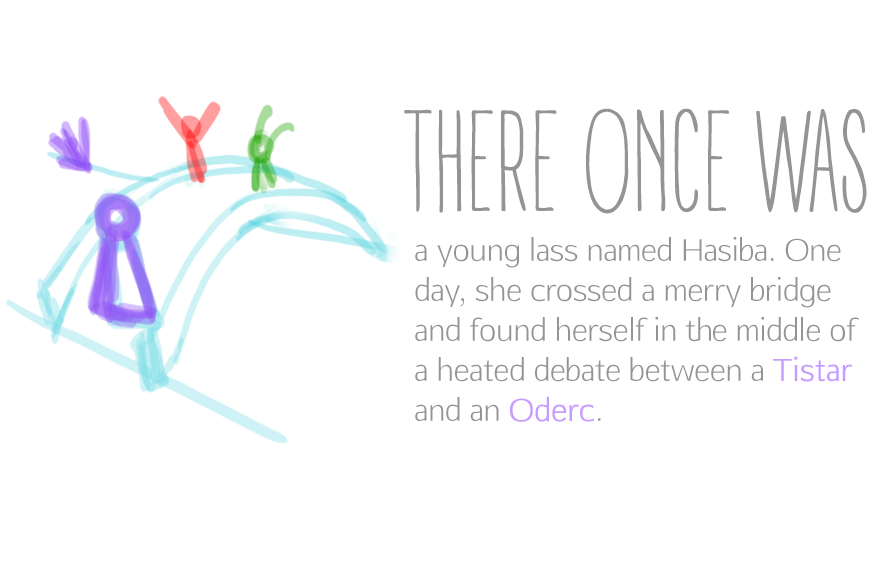 THERE ONCE WAS
a young lass named Hasiba. One
day, she crossed a merry bridge
and found herself in the middle of
a heated debate between a Tistar
and an Oderc.